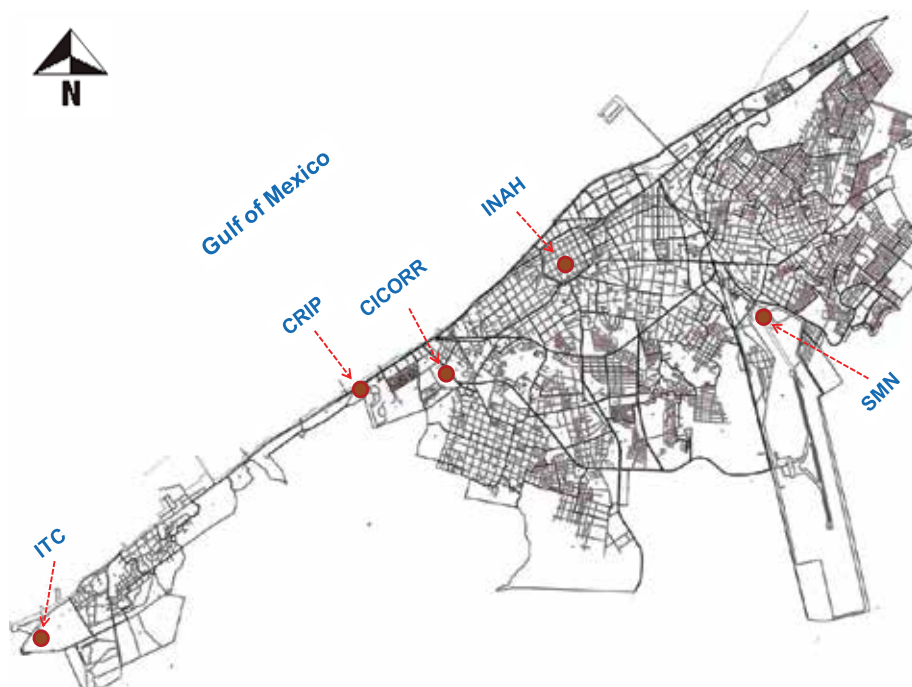 N
Gulf of Mexico
INAH
CICORR
CRIP
SMN
ITC